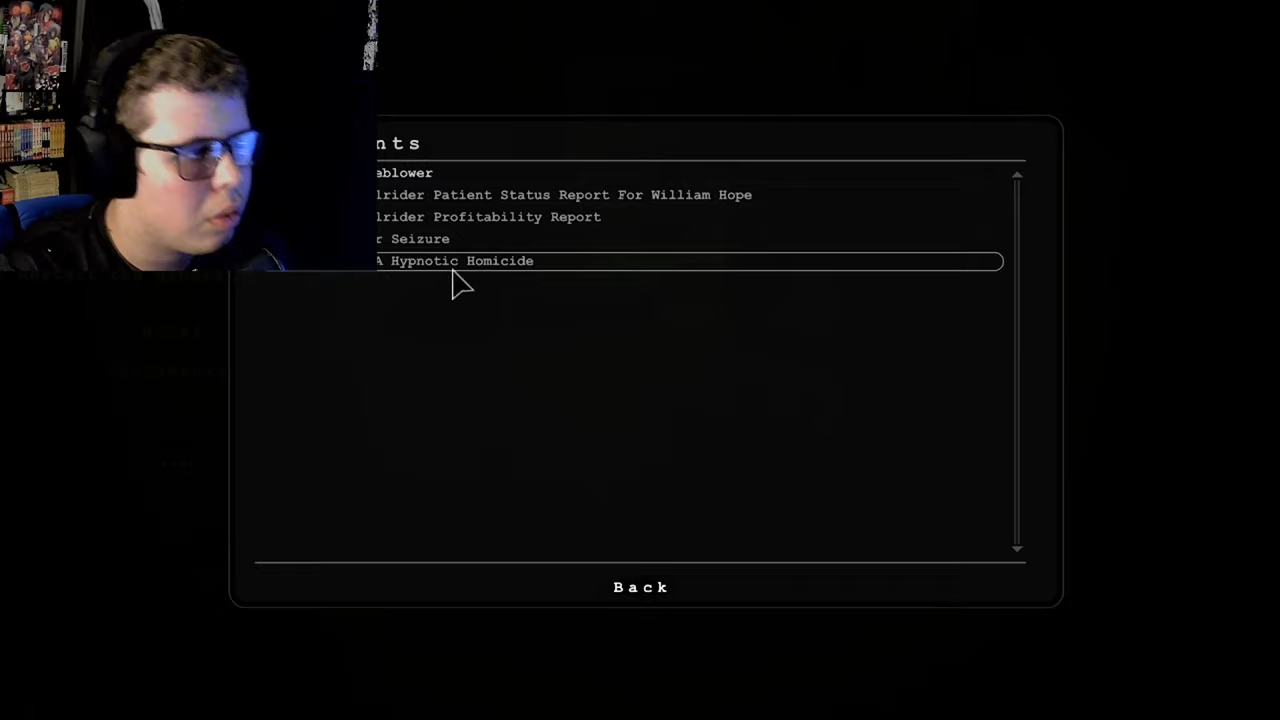 nts
eblower
lrider Patient Status Report For William Hope
lrider Profitability Report
r Seizure
A Hypnotic Homicide
Back